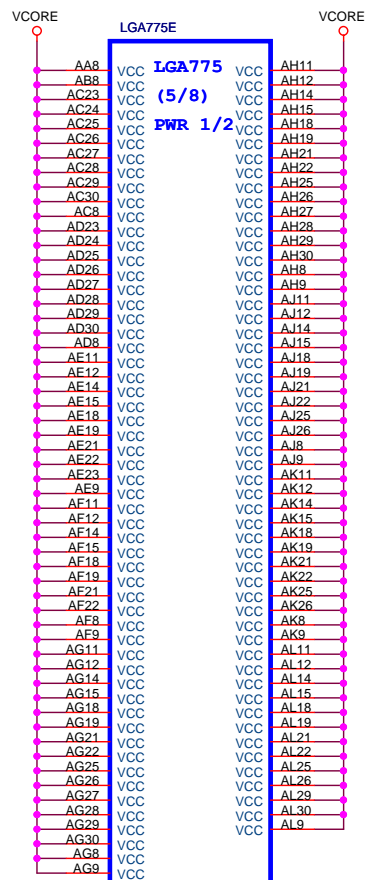 VCORE VCORE
LGA775E
AA8 VCC LGA775 VCC AH11
AB8 VCC VCC AH12
AC23 VCC (5/8) VCC AH14
AC24 VCC VCC AH15
AC25 VCC PWR 1/2 VCC AH18
AC26 VCC VCC AH19
AC27 VCC VCC AH21
AC28 VCC VCC AH22
AC29 VCC VCC AH25
AC30 VCC VCC AH26
AC8 VCC VCC AH27
AD23 VCC VCC AH28
AD24 VCC VCC AH29
AD25 VCC VCC AH30
AD26 VCC VCC AH8
AD27 VCC VCC AH9
AD28 VCC VCC AJ11
AD29 VCC VCC AJ12
AD30 VCC VCC AJ14
AD8 VCC VCC AJ15
AE11 VCC VCC AJ18
AE12 VCC VCC AJ19
AE14 VCC VCC AJ21
AE15 VCC VCC AJ22
AE18 VCC VCC AJ25
AE19 VCC VCC AJ26
AE21 VCC VCC AJ8
AE22 VCC VCC AJ9
AE23 VCC VCC AK11
AE9 VCC VCC AK12
AF11 VCC VCC AK14
AF12 VCC VCC AK15
AF14 VCC VCC AK18
AF15 VCC VCC AK19
AF18 VCC VCC AK21
AF19 VCC VCC AK22
AF21 VCC VCC AK25
AF22 VCC VCC AK26
AF8 VCC VCC AK8
AF9 VCC VCC AK9
AG11 VCC VCC AL11
AG12 VCC VCC AL12
AG14 VCC VCC AL14
AG15 VCC VCC AL15
AG18 VCC VCC AL18
AG19 VCC VCC AL19
AG21 VCC VCC AL21
AG22 VCC VCC AL22
AG25 VCC VCC AL25
AG26 VCC VCC AL26
AG27 VCC VCC AL29
AG28 VCC VCC AL30
AG29 VCC VCC AL9
AG30 VCC
AG8 VCC
AG9 VCC